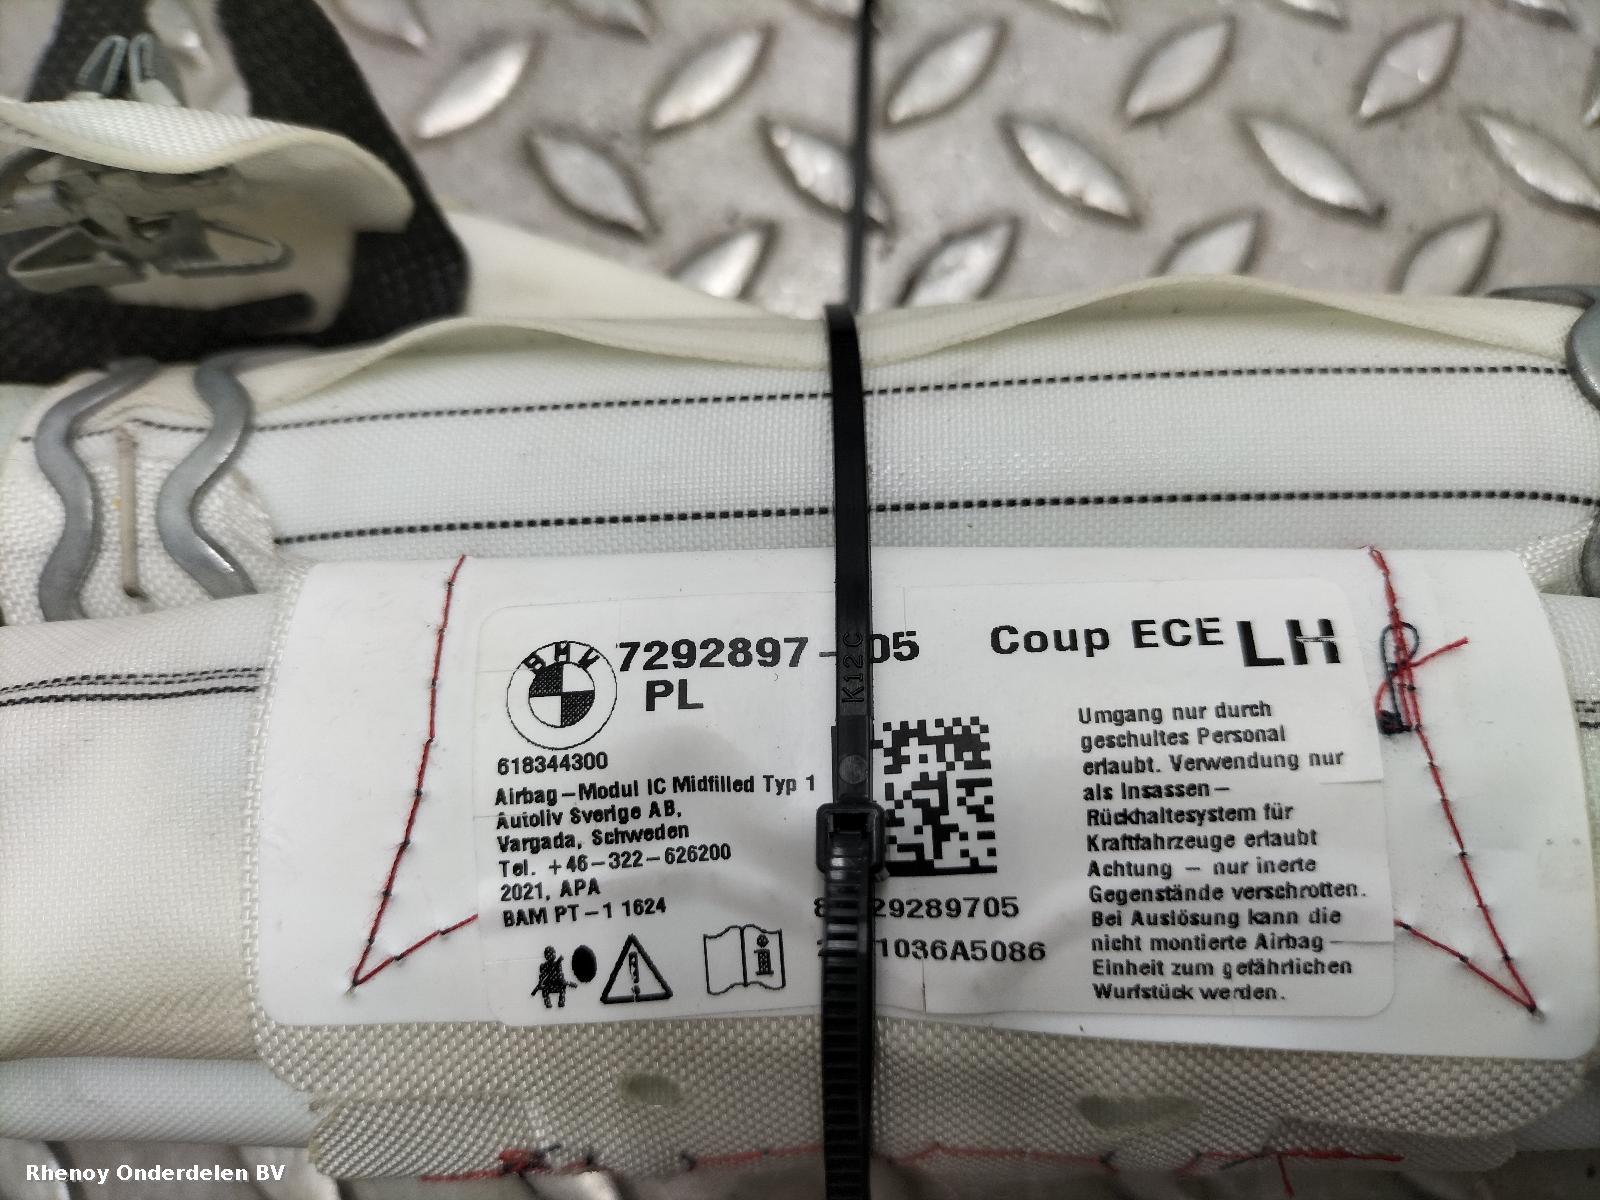 BMW
7292897-05
PL
Coup ECE LH
618344300
Airbag-Modul IC Midfilled Typ 1
Autoliv Sverige AB,
Vargada, Schweden
Tel. +46-322-626200
2021, APA
BAM PT-1 1624
29289705
1036A5086
Umgang nur durch
geschultes Personal
erlaubt. Verwendung nur
als Insassen-
Rückhaltesystem für
Kraftfahrzeuge erlaubt
Achtung - nur inerte
Gegenstände verschrotten.
Bei Auslösung kann die
nicht montierte Airbag-
Einheit zum gefährlichen
Wurfstück werden.
K12C
Rhenoy Onderdelen BV